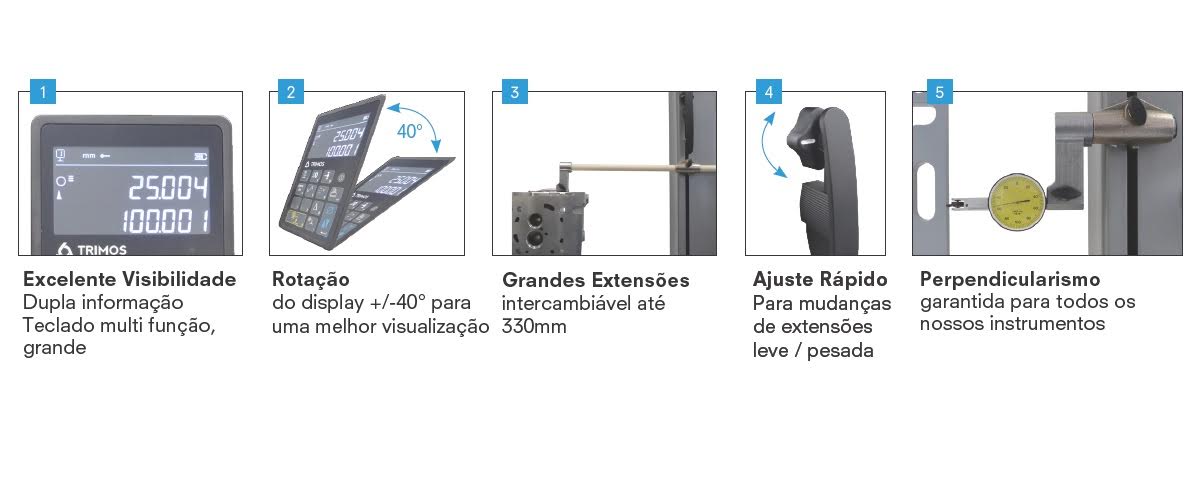 1
mm
25.004
100.001
TRIMOS
Excelente Visibilidade
Dupla informação
Teclado multi função,
grande
2
40°
25.004
100.001
TRIMOS
Rotação
do display +/-40° para
uma melhor visualização
3
Grandes Extensões
intercambiável até
330mm
4
Ajuste Rápido
Para mudanças
de extensões
leve / pesada
5
Perpendicularismo
garantida para todos os
nossos instrumentos